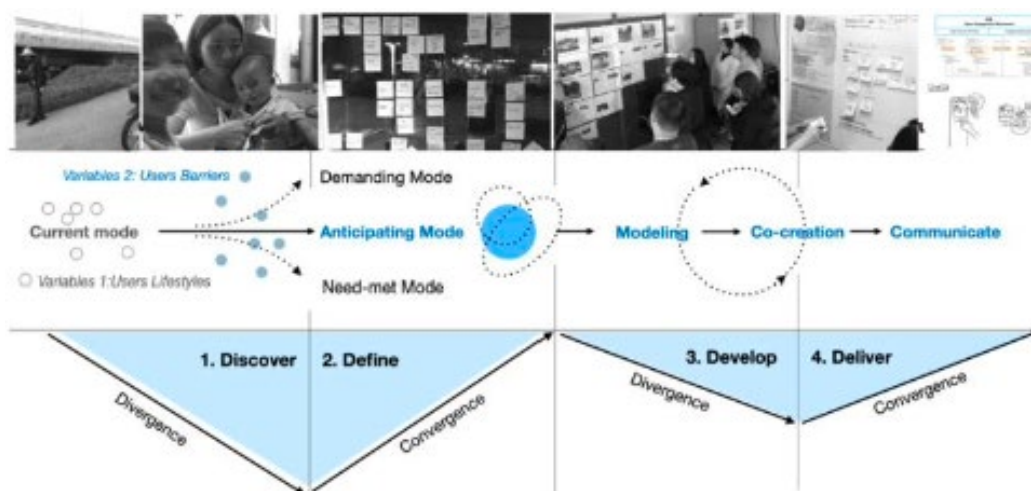 Variables 2: Users Barriers
Demanding Mode
Current mode
Anticipating Mode
Modeling
Co-creation
Communicate
Variables 1:Users Lifestyles
Need-met Mode
1. Discover
2. Define
3. Develop
4. Deliver
Divergence
Convergence
Divergence
Convergence